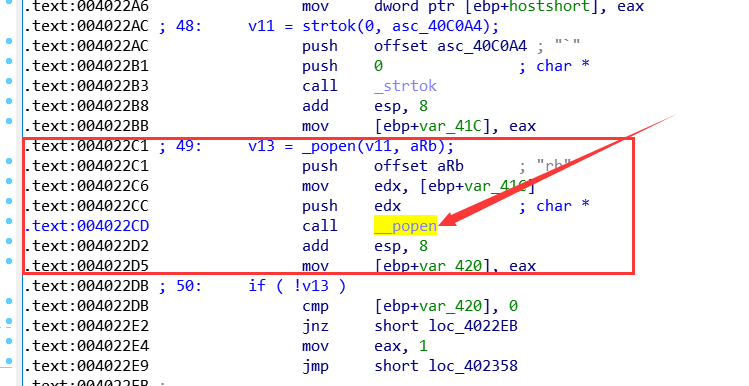 .text:004022A6 mov dword ptr [ebp+hostshort], eax
.text:004022AC ; 48: v11 = strtok(0, asc_40C0A4);
.text:004022AC push offset asc_40C0A4 ; "`"
.text:004022B1 push 0 ; char *
.text:004022B3 call _strtok
.text:004022B8 add esp, 8
.text:004022BB mov [ebp+var_41C], eax
.text:004022C1 ; 49: v13 = _popen(v11, aRb);
.text:004022C1 push offset aRb ; "rb"
.text:004022C6 mov edx, [ebp+var_41C]
.text:004022CC push edx ; char *
.text:004022CD call __popen
.text:004022D2 add esp, 8
.text:004022D5 mov [ebp+var_420], eax
.text:004022DB ; 50: if ( !v13 )
.text:004022DB cmp [ebp+var_420], 0
.text:004022E2 jnz short loc_4022EB
.text:004022E4 mov eax, 1
.text:004022E9 jmp short loc_402358
.text:004022EB ;